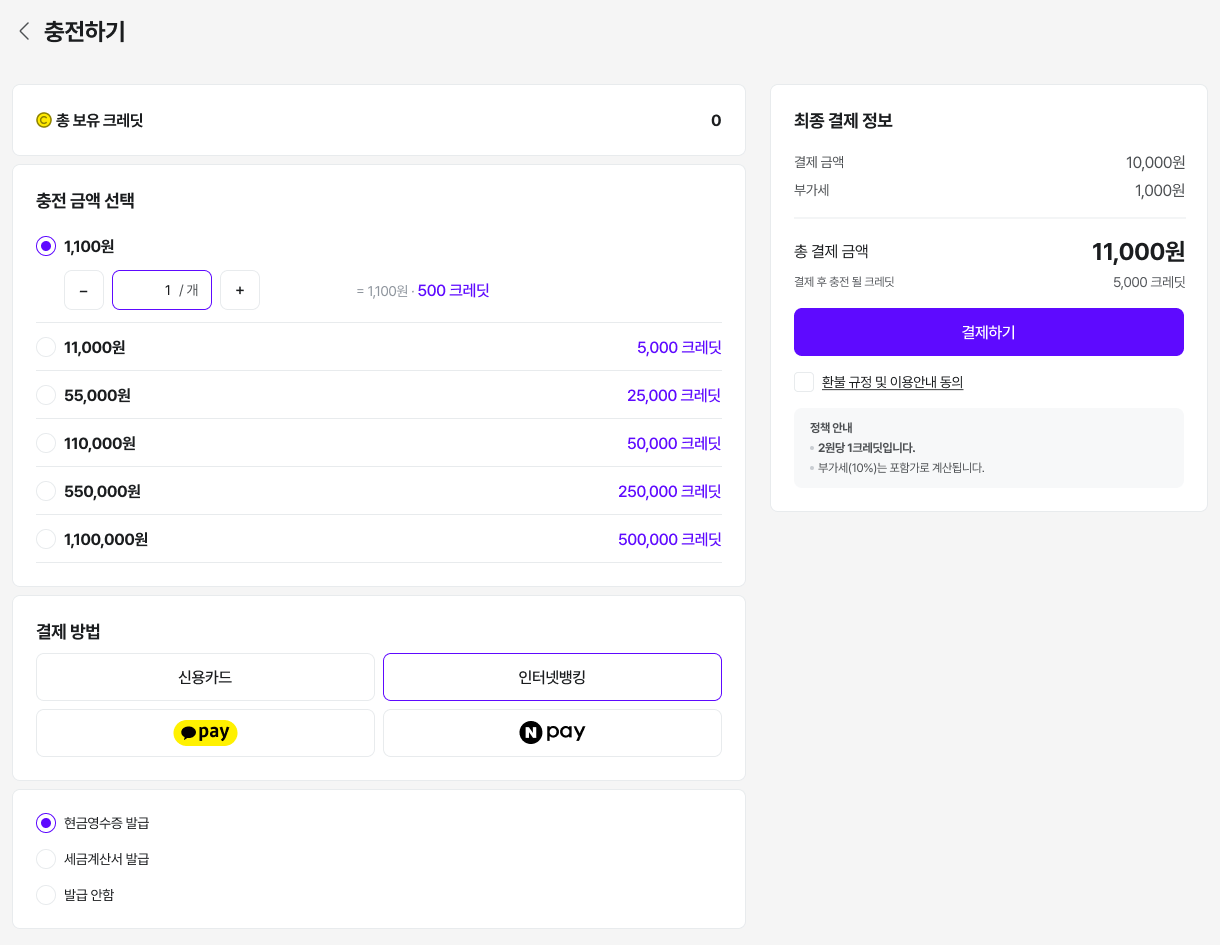 충전하기
C 총 보유 크레딧 0
충전 금액 선택
1,100원
– 1 / 개 + = 1,100원 · 500 크레딧
11,000원 5,000 크레딧
55,000원 25,000 크레딧
110,000원 50,000 크레딧
550,000원 250,000 크레딧
1,100,000원 500,000 크레딧
결제 방법
신용카드 인터넷뱅킹
pay N pay
현금영수증 발급
세금계산서 발급
발급 안함
최종 결제 정보
결제 금액 10,000원
부가세 1,000원
총 결제 금액 11,000원
결제 후 충전 될 크레딧 5,000 크레딧
결제하기
환불 규정 및 이용안내 동의
정책 안내
• 2원당 1크레딧입니다.
• 부가세(10%)는 포함가로 계산됩니다.